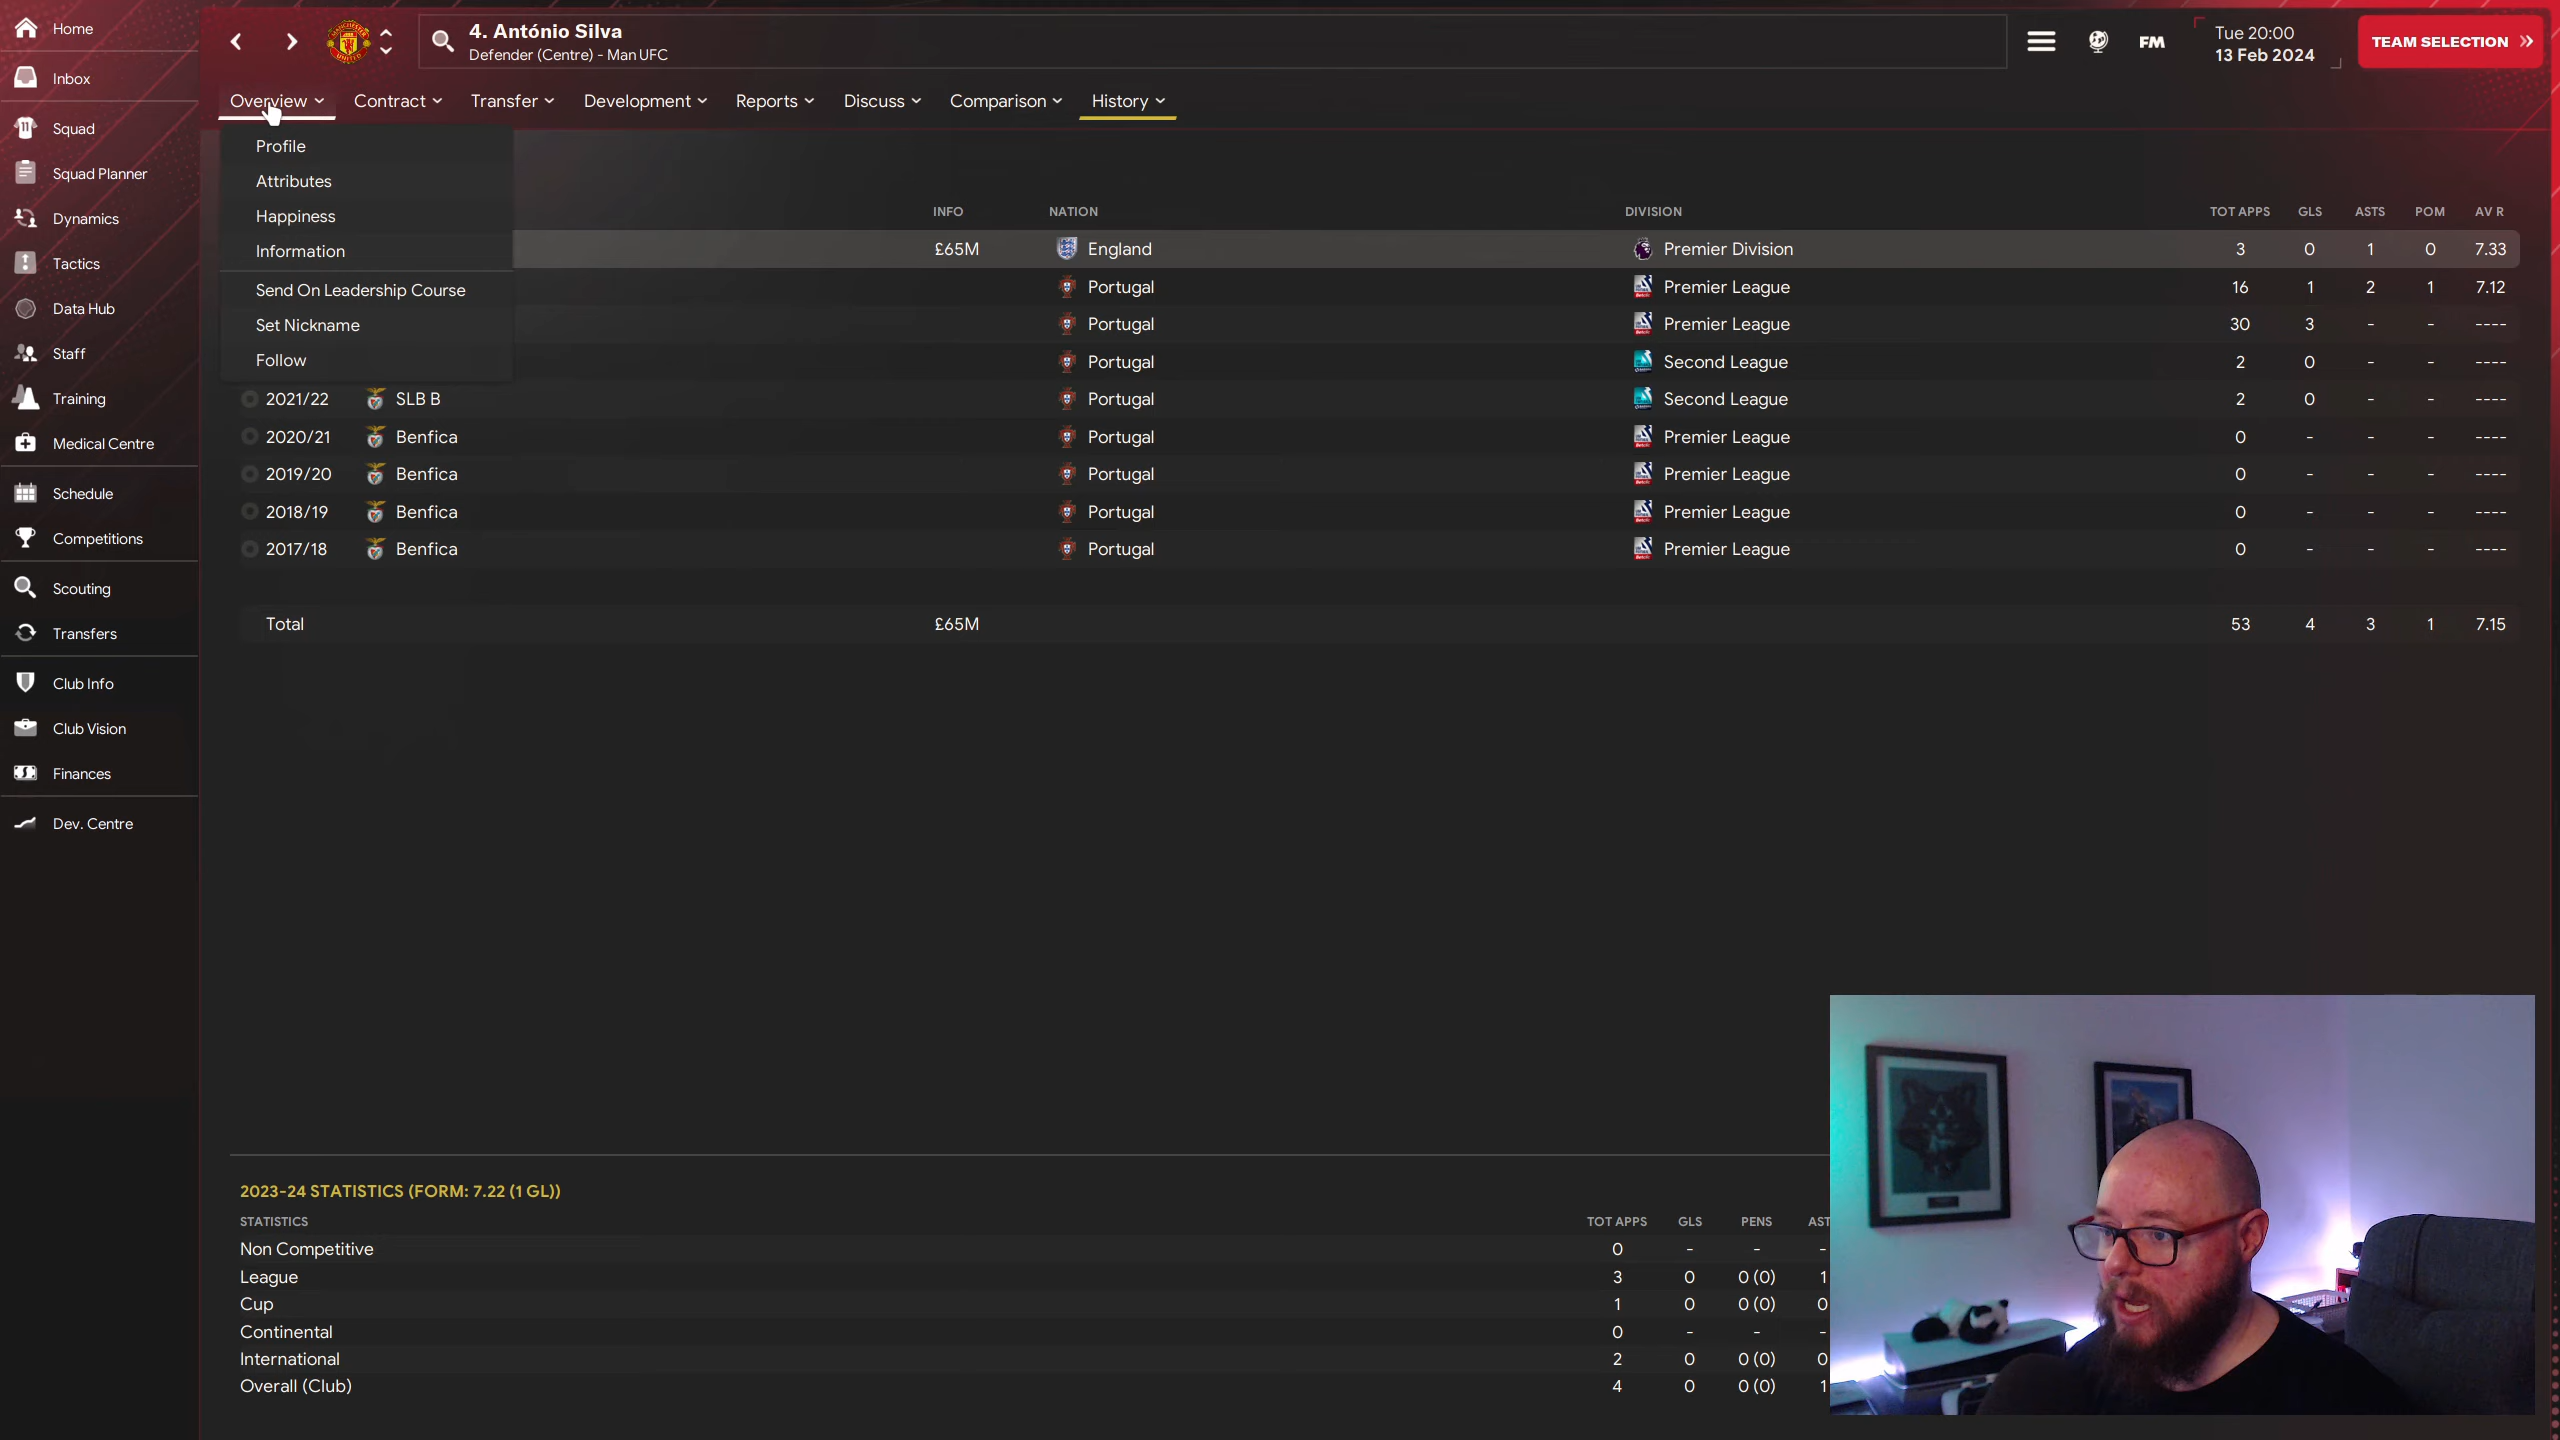 Home
Inbox
Squad
Squad Planner
Dynamics
Tactics
Data Hub
Staff
Training
Medical Centre
Schedule
Competitions
Scouting
Transfers
Club Info
Club Vision
Finances
Dev. Centre
4. António Silva
Defender (Centre) - Man UFC
FM
Tue 20:00
13 Feb 2024
TEAM SELECTION
Overview Contract Transfer Development Reports Discuss Comparison History
Profile
Attributes
Happiness
Information
Send On Leadership Course
Set Nickname
Follow
INFO NATION DIVISION TOT APPS GLS ASTS POM AV R
£65M England Premier Division 3 0 1 0 7.33
Portugal Premier League 16 1 2 1 7.12
Portugal Premier League 30 3 - - ----
Portugal Second League 2 0 - - ----
2021/22 SLB B Portugal Second League 2 0 - - ----
2020/21 Benfica Portugal Premier League 0 - - - ----
2019/20 Benfica Portugal Premier League 0 - - - ----
2018/19 Benfica Portugal Premier League 0 - - - ----
2017/18 Benfica Portugal Premier League 0 - - - ----
Total £65M 53 4 3 1 7.15
2023-24 STATISTICS (FORM: 7.22 (1 GL))
STATISTICS TOT APPS GLS PENS AST
Non Competitive 0 - - -
League 3 0 0 (0) 1
Cup 1 0 0 (0) 0
Continental 0 - - -
International 2 0 0 (0) 0
Overall (Club) 4 0 0 (0) 1